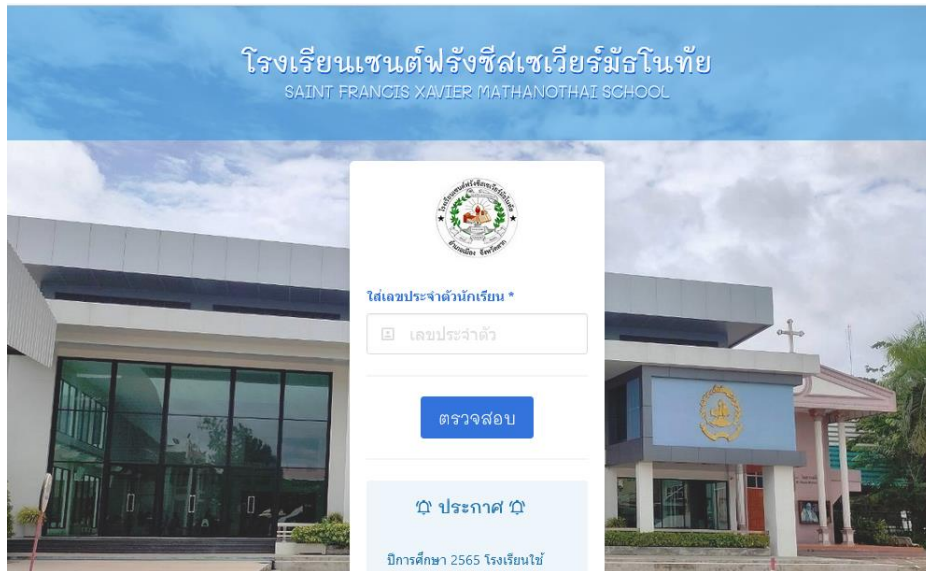 โรงเรียนเซนต์ฟรังซีสเซเวียร์มัธโนทัย
SAINT FRANCIS XAVIER MATHANOTHAI SCHOOL
ใส่เลขประจำตัวนักเรียน *
เลขประจำตัว
ตรวจสอบ
ประกาศ
ปีการศึกษา 2565 โรงเรียนใช้